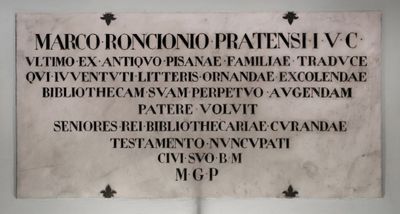 MARCO·RONCIONIO·PRATENSI·I·V·C·
VLTIMO·EX·ANTIQVO·PISANAE·FAMILIAE·TRADVCE
QVI·IVVENTVTI·LITTERIS·ORNANDAE·EXCOLENDAE
BIBLIOTHECAM·SVAM·PERPETVO·AVGENDAM
PATERE·VOLVIT
SENIORES·REI·BIBLIOTHECARIAE·CVRANDAE
TESTAMENTO·NVNCVPATI
CIVI·SVO·B·M
M·G·P